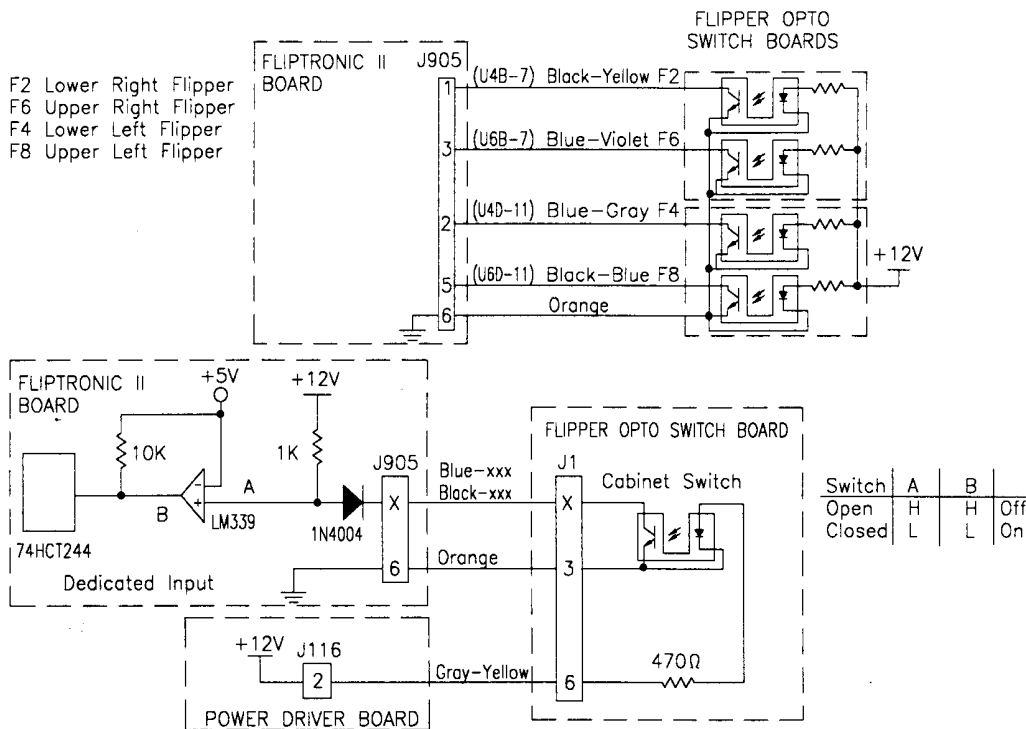 FLIPPER OPTO
SWITCH BOARDS
FLIPTRONIC II
BOARD
J905
F2 Lower Right Flipper
F6 Upper Right Flipper
F4 Lower Left Flipper
F8 Upper Left Flipper
1 (U4B-7) Black-Yellow F2
3 (U6B-7) Blue-Violet F6
2 (U4D-11) Blue-Gray F4
5 (U6D-11) Black-Blue F8
6 Orange
+12V
FLIPTRONIC II
BOARD
+5V
+12V
10K
1K
A
B
- 
+
LM339
1N4004
74HCT244
Dedicated Input
J905
X
6
Blue-xxx
Black-xxx
Orange
FLIPPER OPTO SWITCH BOARD
J1
Cabinet Switch
X
3
6
470Ω
Gray-Yellow
+12V
J116
2
POWER DRIVER BOARD
Switch A B
Open H H Off
Closed L L On